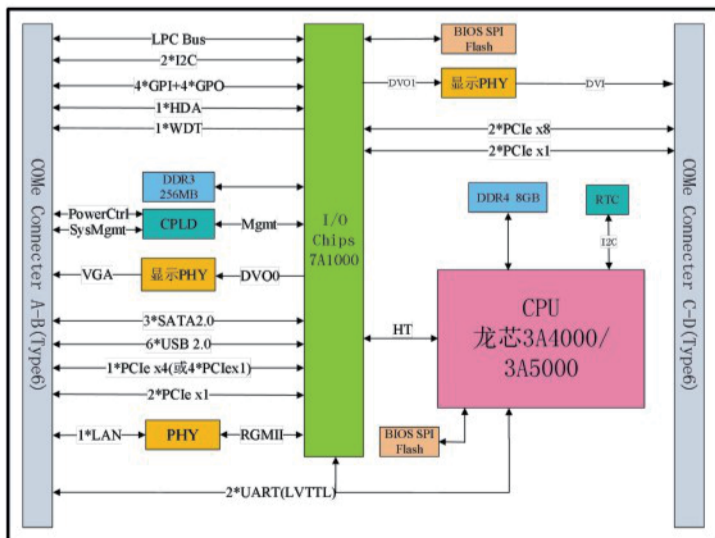 COMe Connecter A-B(Type6)
LPC Bus
2*I2C
4*GPI+4*GPO
1*HDA
1*WDT
DDR3
256MB
PowerCtrl
SysMgmt
CPLD
Mgmt
VGA
显示PHY
DVO0
3*SATA2.0
6*USB 2.0
1*PCIe x4(或4*PCIex1)
2*PCIe x1
1*LAN
PHY
RGMII
2*UART(LVTTL)
I/O
Chips
7A1000
BIOS SPI
Flash
DVO1
显示PHY
DVI
2*PCIe x8
2*PCIe x1
DDR4 8GB
RTC
I2C
HT
CPU
龙芯3A4000/
3A5000
BIOS SPI
Flash
COMe Connecter C-D(Type6)